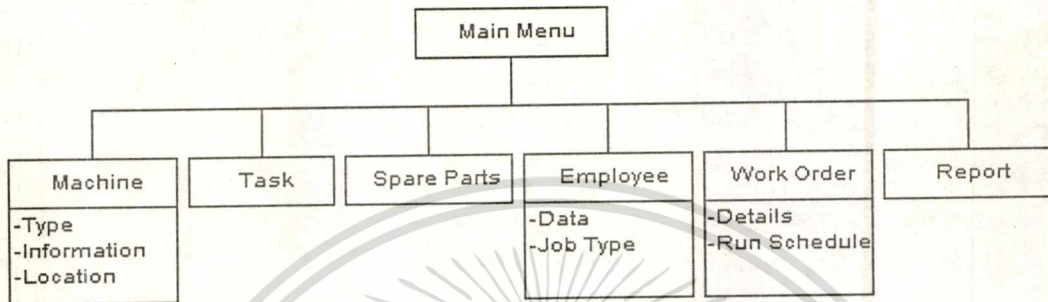 Main Menu
Machine
-Type
-Information
-Location
Task
Spare Parts
Employee
-Data
-Job Type
Work Order
-Details
-Run Schedule
Report